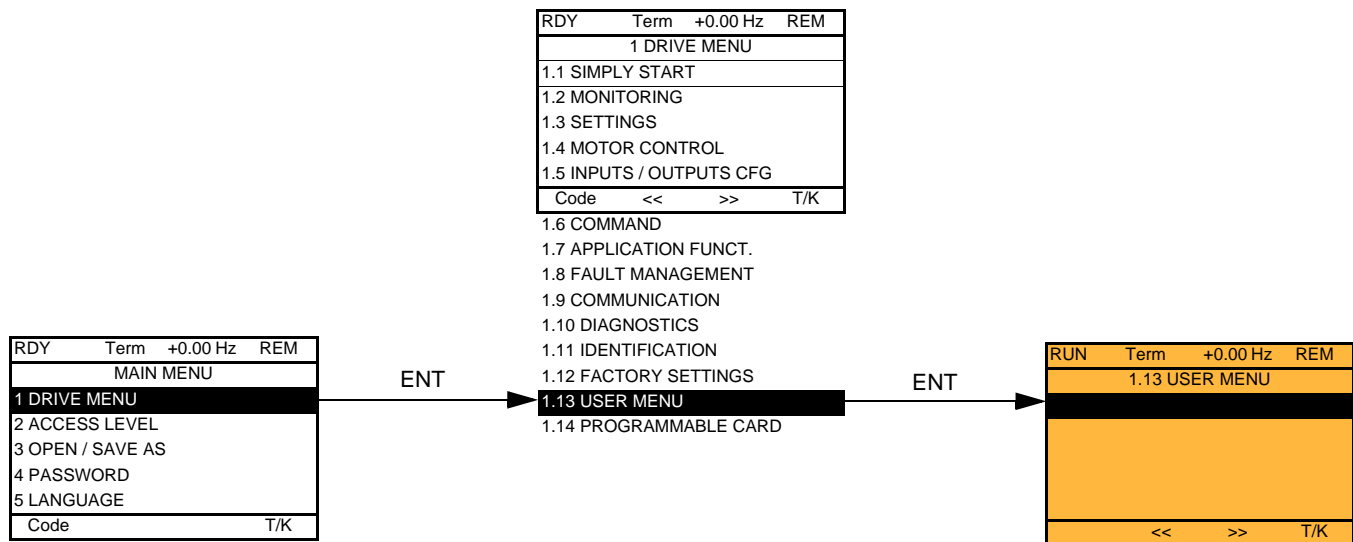 RDY Term +0.00 Hz REM
1 DRIVE MENU
1.1 SIMPLY START
1.2 MONITORING
1.3 SETTINGS
1.4 MOTOR CONTROL
1.5 INPUTS / OUTPUTS CFG
Code << >> T/K
1.6 COMMAND
1.7 APPLICATION FUNCT.
1.8 FAULT MANAGEMENT
1.9 COMMUNICATION
1.10 DIAGNOSTICS
1.11 IDENTIFICATION
1.12 FACTORY SETTINGS
1.13 USER MENU
1.14 PROGRAMMABLE CARD
RDY Term +0.00 Hz REM
MAIN MENU
1 DRIVE MENU
2 ACCESS LEVEL
3 OPEN / SAVE AS
4 PASSWORD
5 LANGUAGE
Code T/K
ENT
ENT
RUN Term +0.00 Hz REM
1.13 USER MENU
<< >> T/K